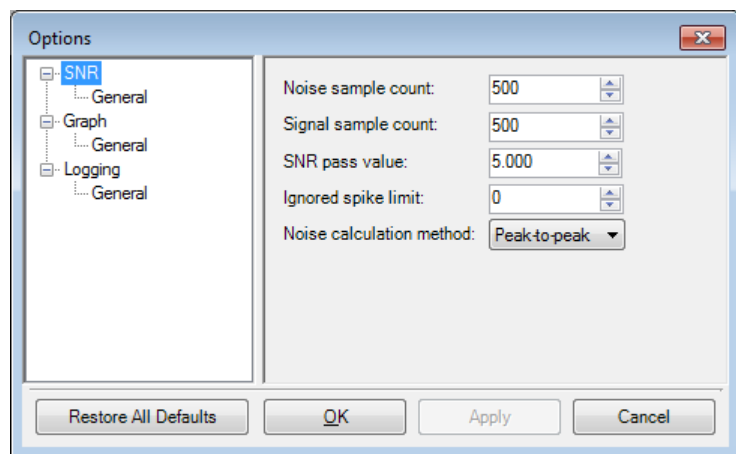 Options
SNR
General
Graph
General
Logging
General
Noise sample count: 500
Signal sample count: 500
SNR pass value: 5.000
Ignored spike limit: 0
Noise calculation method: Peak-to-peak
Restore All Defaults OK Apply Cancel